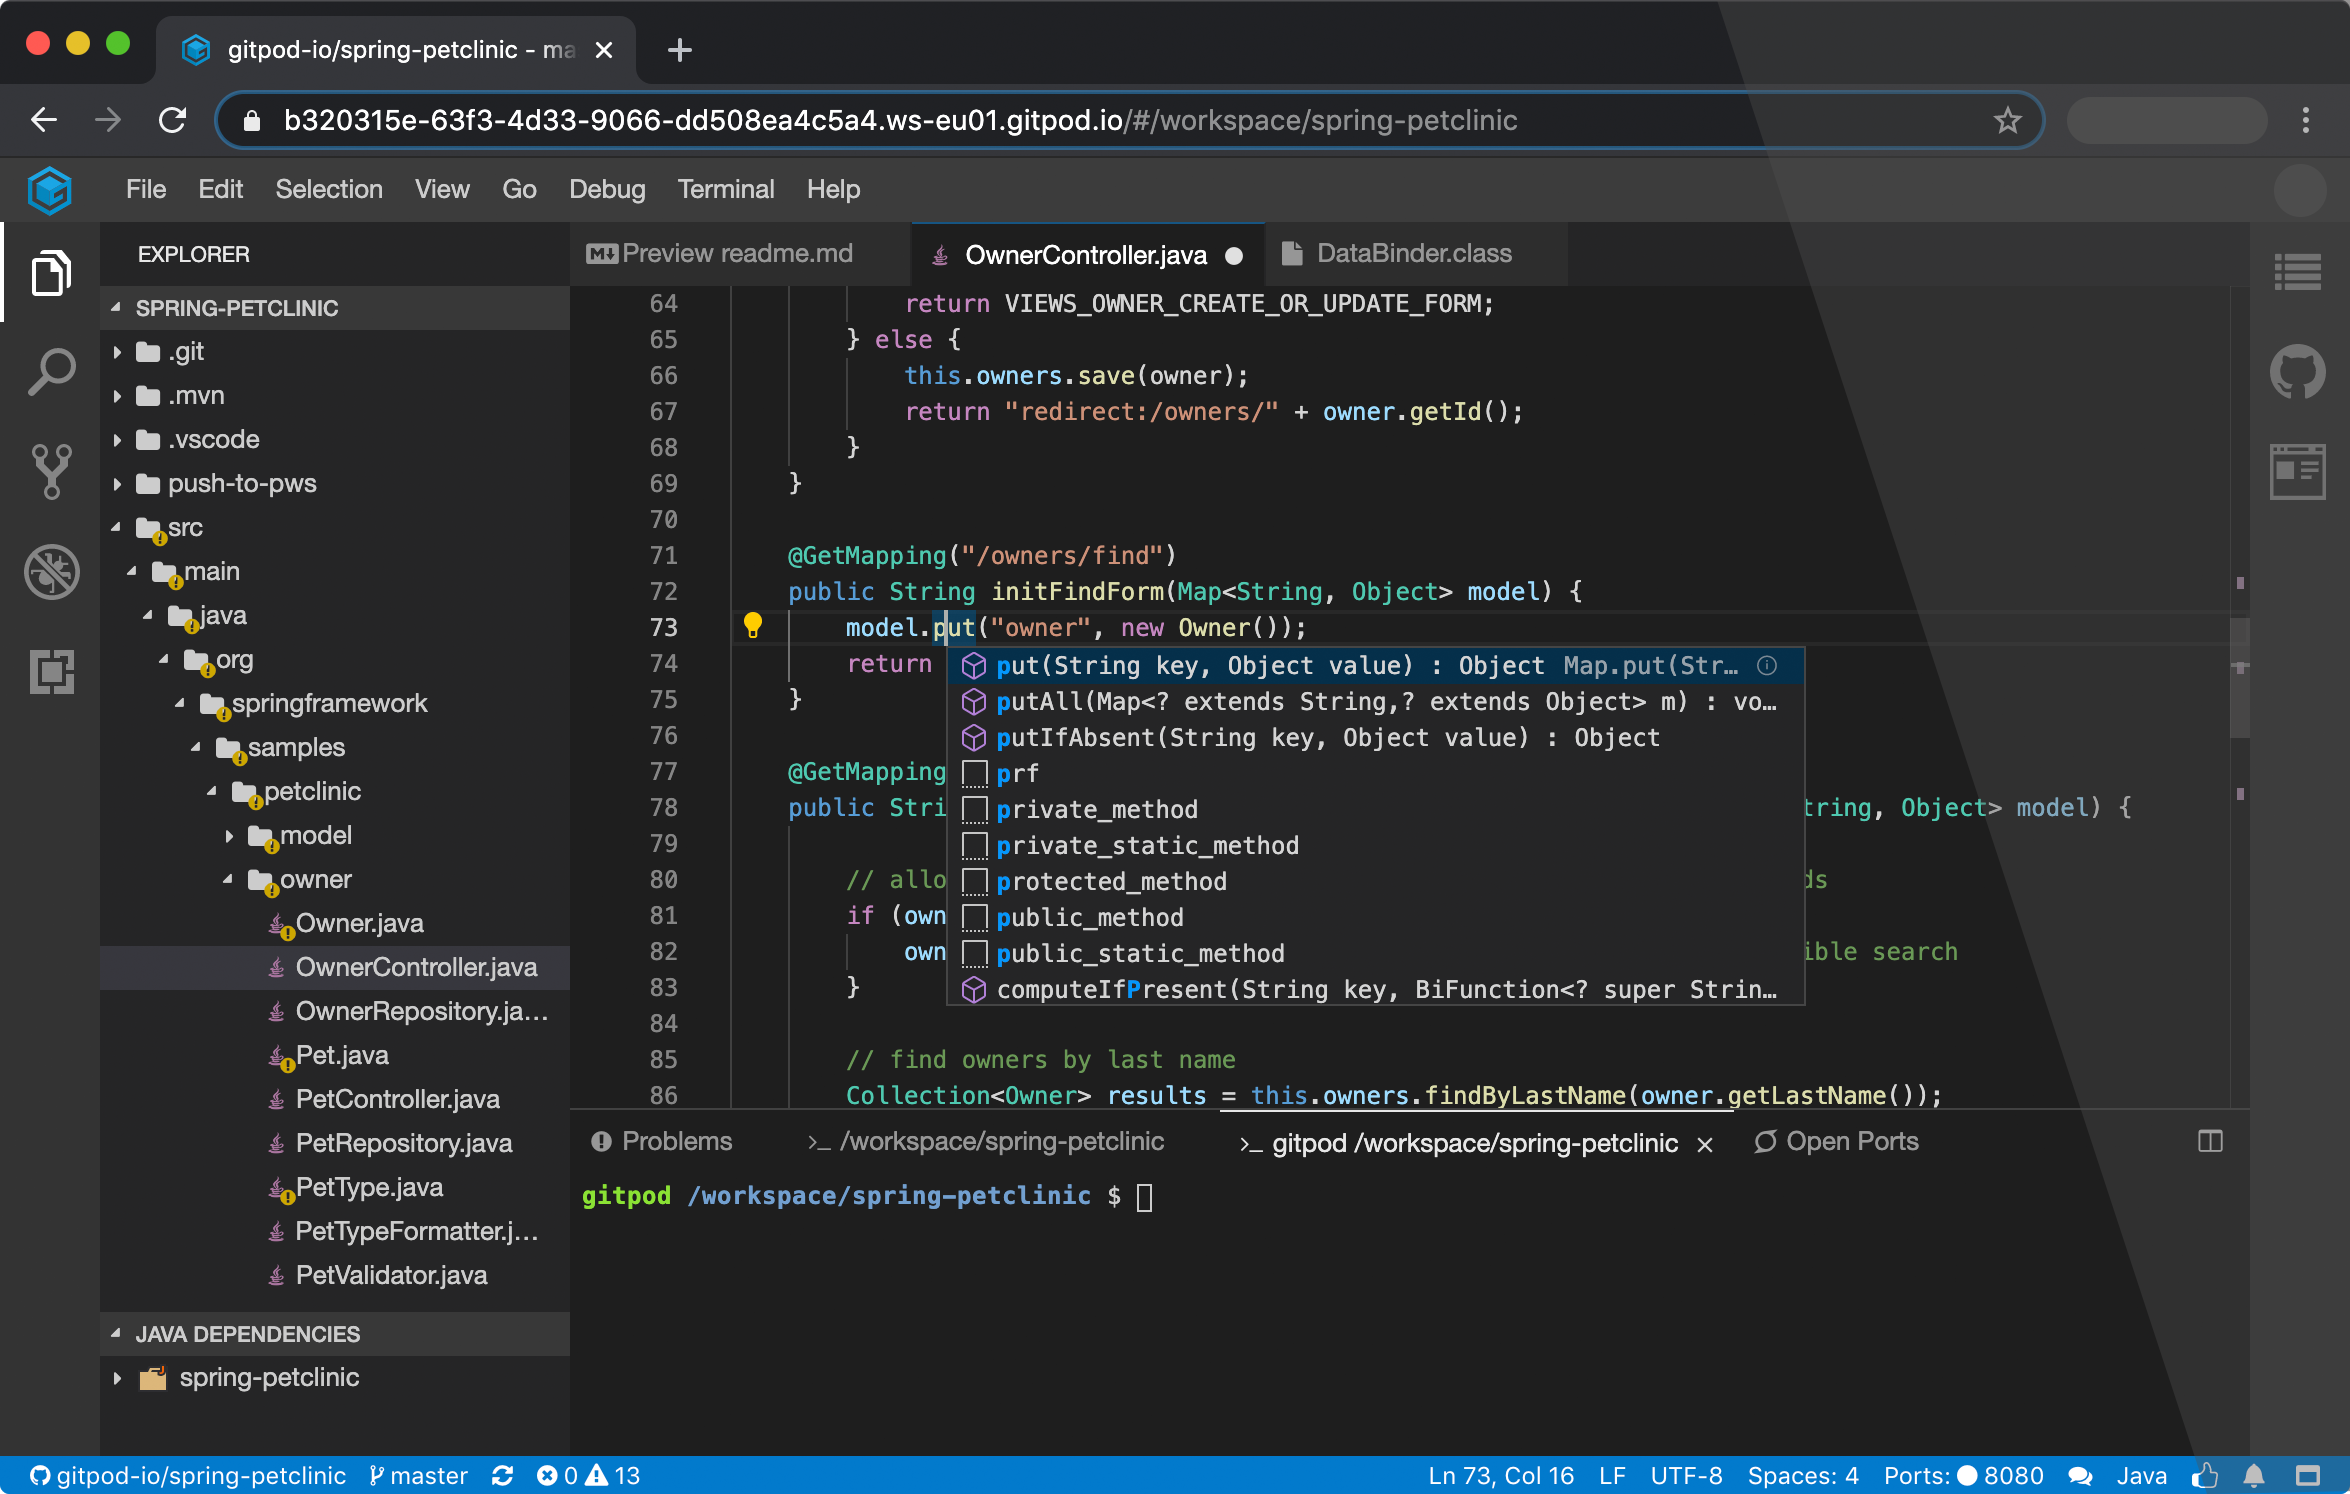 gitpod-io/spring-petclinic - ma
b320315e-63f3-4d33-9066-dd508ea4c5a4.ws-eu01.gitpod.io/#/workspace/spring-petclinic
File Edit Selection View Go Debug Terminal Help
EXPLORER
SPRING-PETCLINIC
.git
.mvn
.vscode
push-to-pws
src
main
java
org
springframework
samples
petclinic
model
owner
Owner.java
OwnerController.java
OwnerRepository.ja...
Pet.java
PetController.java
PetRepository.java
PetType.java
PetTypeFormatter.j...
PetValidator.java
JAVA DEPENDENCIES
spring-petclinic
Preview readme.md OwnerController.java DataBinder.class
64 return VIEWS_OWNER_CREATE_OR_UPDATE_FORM;
65 } else {
66 this.owners.save(owner);
67 return "redirect:/owners/" + owner.getId();
68 }
69 }
70
71 @GetMapping("/owners/find")
72 public String initFindForm(Map<String, Object> model) {
73 model.put("owner", new Owner());
74 return
75 }
76
77 @GetMapping
78 public Stri tring, Object> model) {
79
80 // allo ds
81 if (own
82 own ible search
83 }
84
85 // find owners by last name
86 Collection<Owner> results = this.owners.findByLastName(owner.getLastName());
put(String key, Object value) : Object Map.put(Str...
putAll(Map<? extends String,? extends Object> m) : vo...
putIfAbsent(String key, Object value) : Object
prf
private_method
private_static_method
protected_method
public_method
public_static_method
computeIfPresent(String key, BiFunction<? super Strin...
Problems >_ /workspace/spring-petclinic >_ gitpod /workspace/spring-petclinic Open Ports
gitpod /workspace/spring-petclinic $
gitpod-io/spring-petclinic master 0 13 Ln 73, Col 16 LF UTF-8 Spaces: 4 Ports: 8080 Java